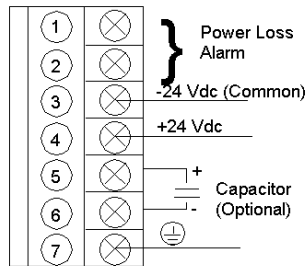 1
Power Loss
Alarm
2
3
-24 Vdc (Common)
4
+24 Vdc
5
+
Capacitor
(Optional)
6
-
7